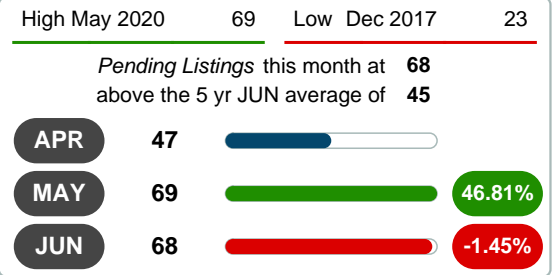 High May 2020 69 Low Dec 2017 23
Pending Listings this month at 68
above the 5 yr JUN average of 45
APR 47
MAY 69 46.81%
JUN 68 -1.45%